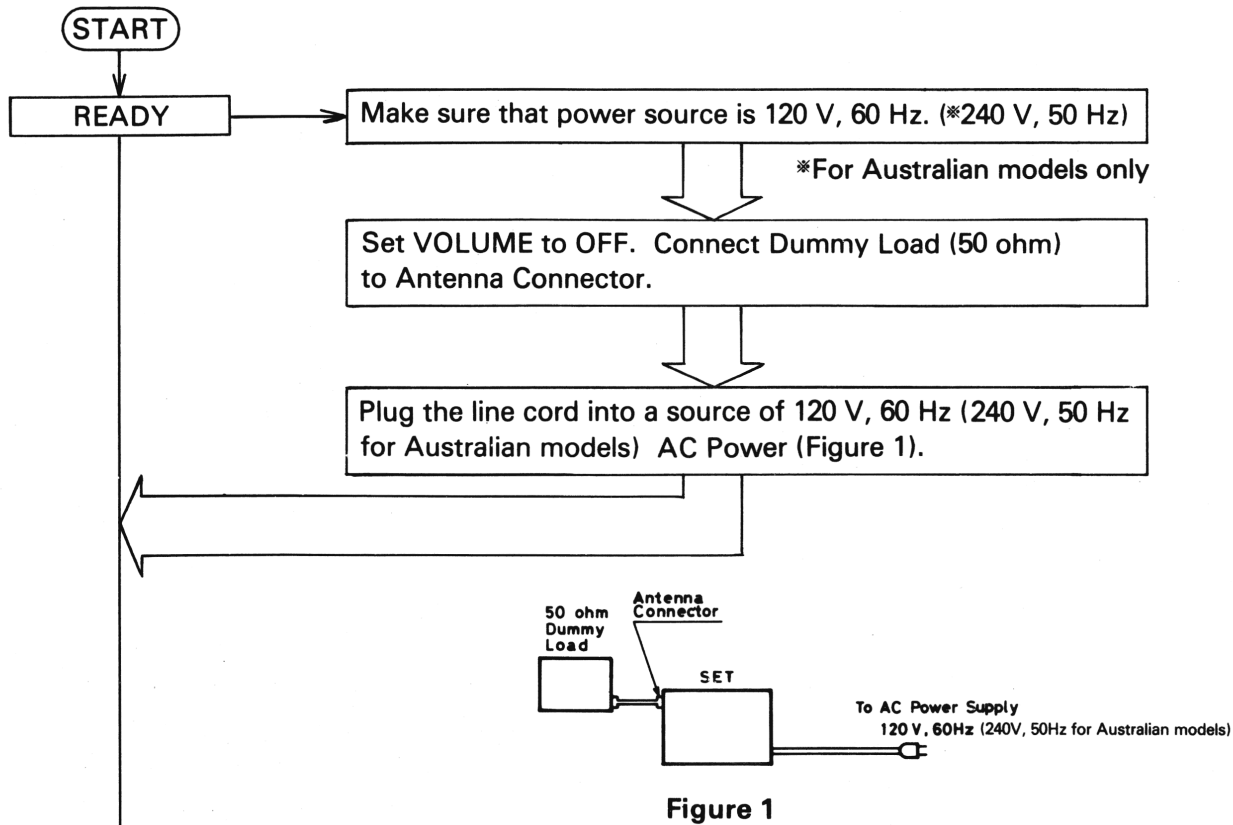 START
READY
Make sure that power source is 120 V, 60 Hz. (※240 V, 50 Hz)
※For Australian models only
Set VOLUME to OFF. Connect Dummy Load (50 ohm)
to Antenna Connector.
Plug the line cord into a source of 120 V, 60 Hz (240 V, 50 Hz
for Australian models) AC Power (Figure 1).
50 ohm
Dummy
Load
Antenna
Connector
SET
To AC Power Supply
120 V, 60Hz (240V, 50Hz for Australian models)
Figure 1